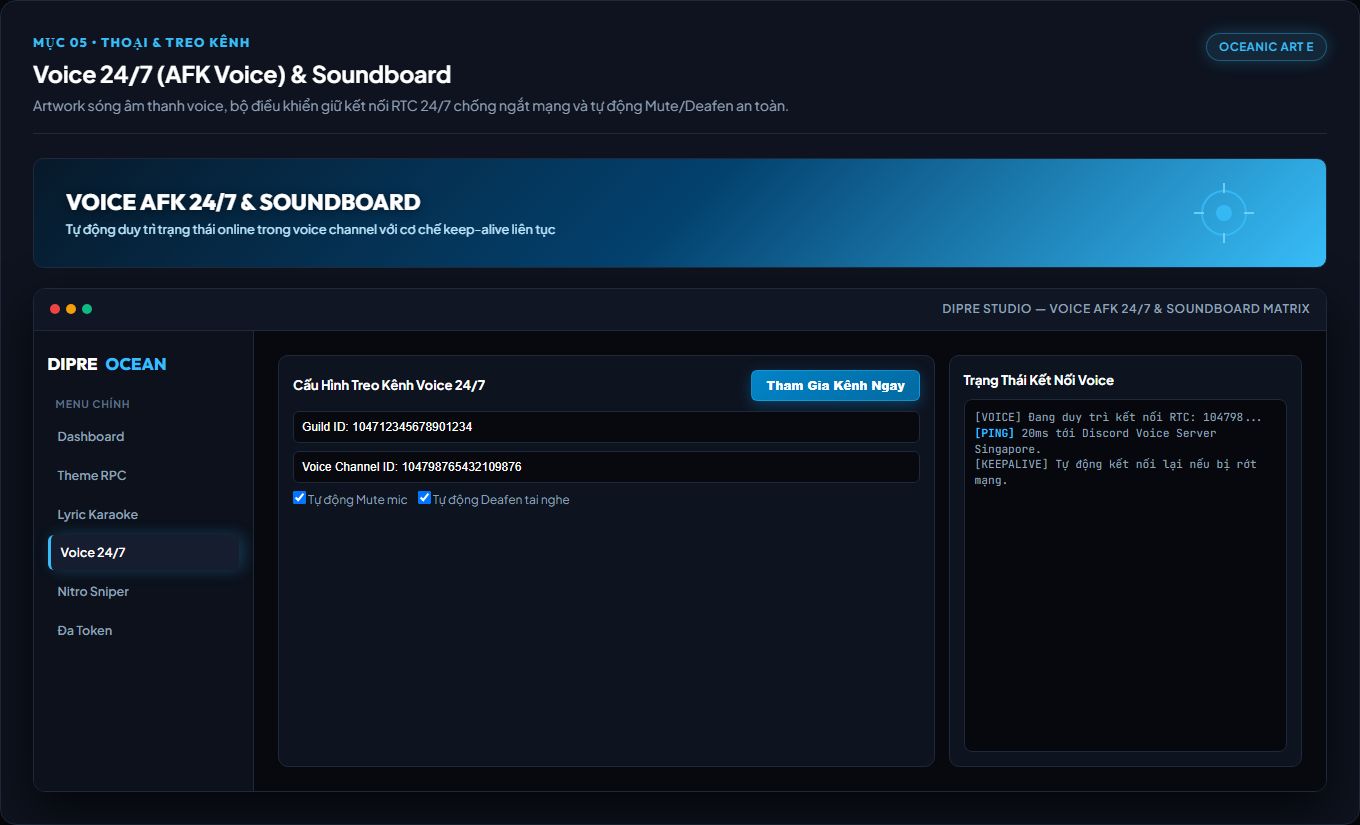 MỤC 05 • THOẠI & TREO KÊNH
OCEANIC ART E
Voice 24/7 (AFK Voice) & Soundboard
Artwork sóng âm thanh voice, bộ điều khiển giữ kết nối RTC 24/7 chống ngắt mạng và tự động Mute/Deafen an toàn.
VOICE AFK 24/7 & SOUNDBOARD
Tự động duy trì trạng thái online trong voice channel với cơ chế keep-alive liên tục
DIPRE STUDIO — VOICE AFK 24/7 & SOUNDBOARD MATRIX
DIPRE OCEAN
MENU CHÍNH
Dashboard
Theme RPC
Lyric Karaoke
Voice 24/7
Nitro Sniper
Đa Token
Cấu Hình Treo Kênh Voice 24/7
Tham Gia Kênh Ngay
Guild ID: 104712345678901234
Voice Channel ID: 104798765432109876
Tự động Mute mic
Tự động Deafen tai nghe
Trạng Thái Kết Nối Voice
[VOICE] Đang duy trì kết nối RTC: 104798...
[PING] 20ms tới Discord Voice Server
Singapore.
[KEEPALIVE] Tự động kết nối lại nếu bị rớt
mạng.